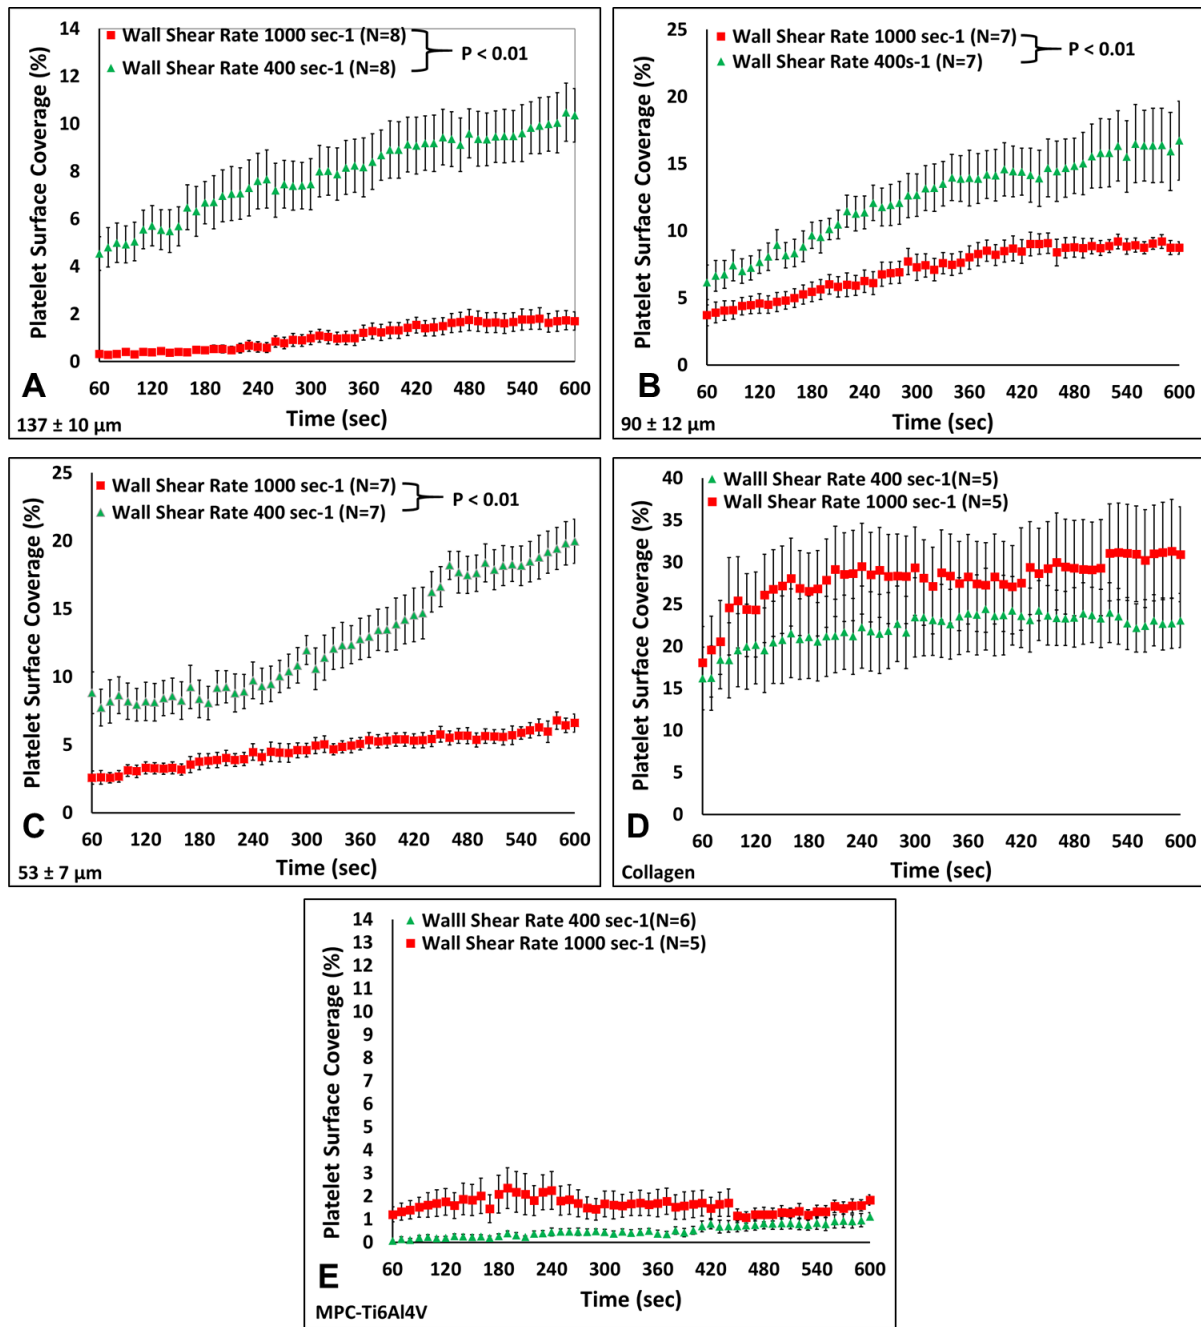 Platelet Surface Coverage (%)
14
12
10
8
6
4
2
0
Wall Shear Rate 1000 sec-1 (N=8)
Wall Shear Rate 400 sec-1 (N=8)
P < 0.01
60 120 180 240 300 360 420 480 540 600
Time (sec)
A
137 ± 10 µm
Platelet Surface Coverage (%)
25
20
15
10
5
0
Wall Shear Rate 1000 sec-1 (N=7)
Wall Shear Rate 400s-1 (N=7)
P < 0.01
60 120 180 240 300 360 420 480 540 600
Time (sec)
B
90 ± 12 µm
Platelet Surface Coverage (%)
25
20
15
10
5
0
Wall Shear Rate 1000 sec-1 (N=7)
Wall Shear Rate 400 sec-1 (N=7)
P < 0.01
60 120 180 240 300 360 420 480 540 600
Time (sec)
C
53 ± 7 µm
Platelet Surface Coverage (%)
40
35
30
25
20
15
10
5
0
Walll Shear Rate 400 sec-1(N=5)
Wall Shear Rate 1000 sec-1 (N=5)
60 120 180 240 300 360 420 480 540 600
Time (sec)
D
Collagen
Platelet Surface Coverage (%)
14
13
12
11
10
9
8
7
6
5
4
3
2
1
0
Walll Shear Rate 400 sec-1(N=6)
Wall Shear Rate 1000 sec-1 (N=5)
60 120 180 240 300 360 420 480 540 600
Time (sec)
E
MPC-Ti6Al4V